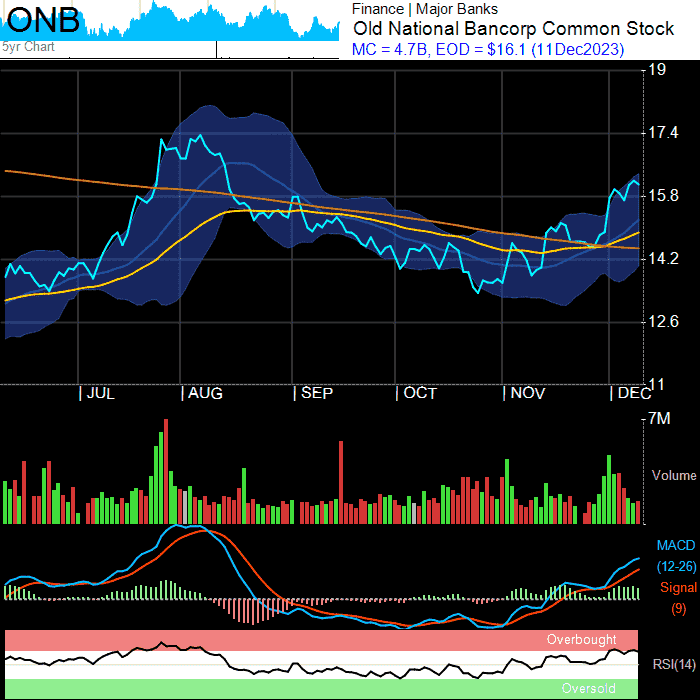 ONB
5yr Chart
Finance | Major Banks
Old National Bancorp Common Stock
MC = 4.7B, EOD = $16.1 (11Dec2023)
19
17.4
15.8
14.2
12.6
11
| JUL | AUG | SEP | OCT | NOV | DEC
7M
Volume
MACD
(12-26)
Signal
(9)
Overbought
RSI(14)
Oversold